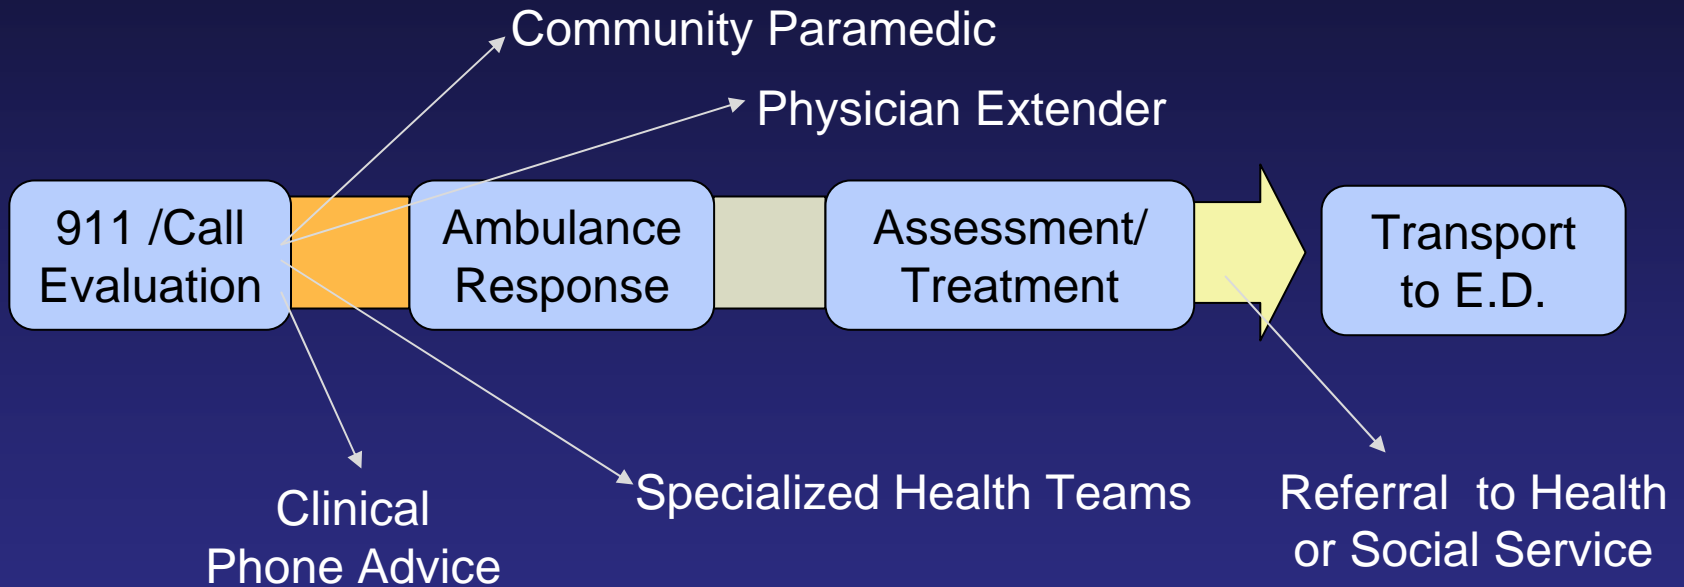 Community Paramedic
Physician Extender
911 /Call
Evaluation
Ambulance
Response
Assessment/
Treatment
Transport
to E.D.
Clinical
Phone Advice
Specialized Health Teams
Referral  to Health
or Social Service